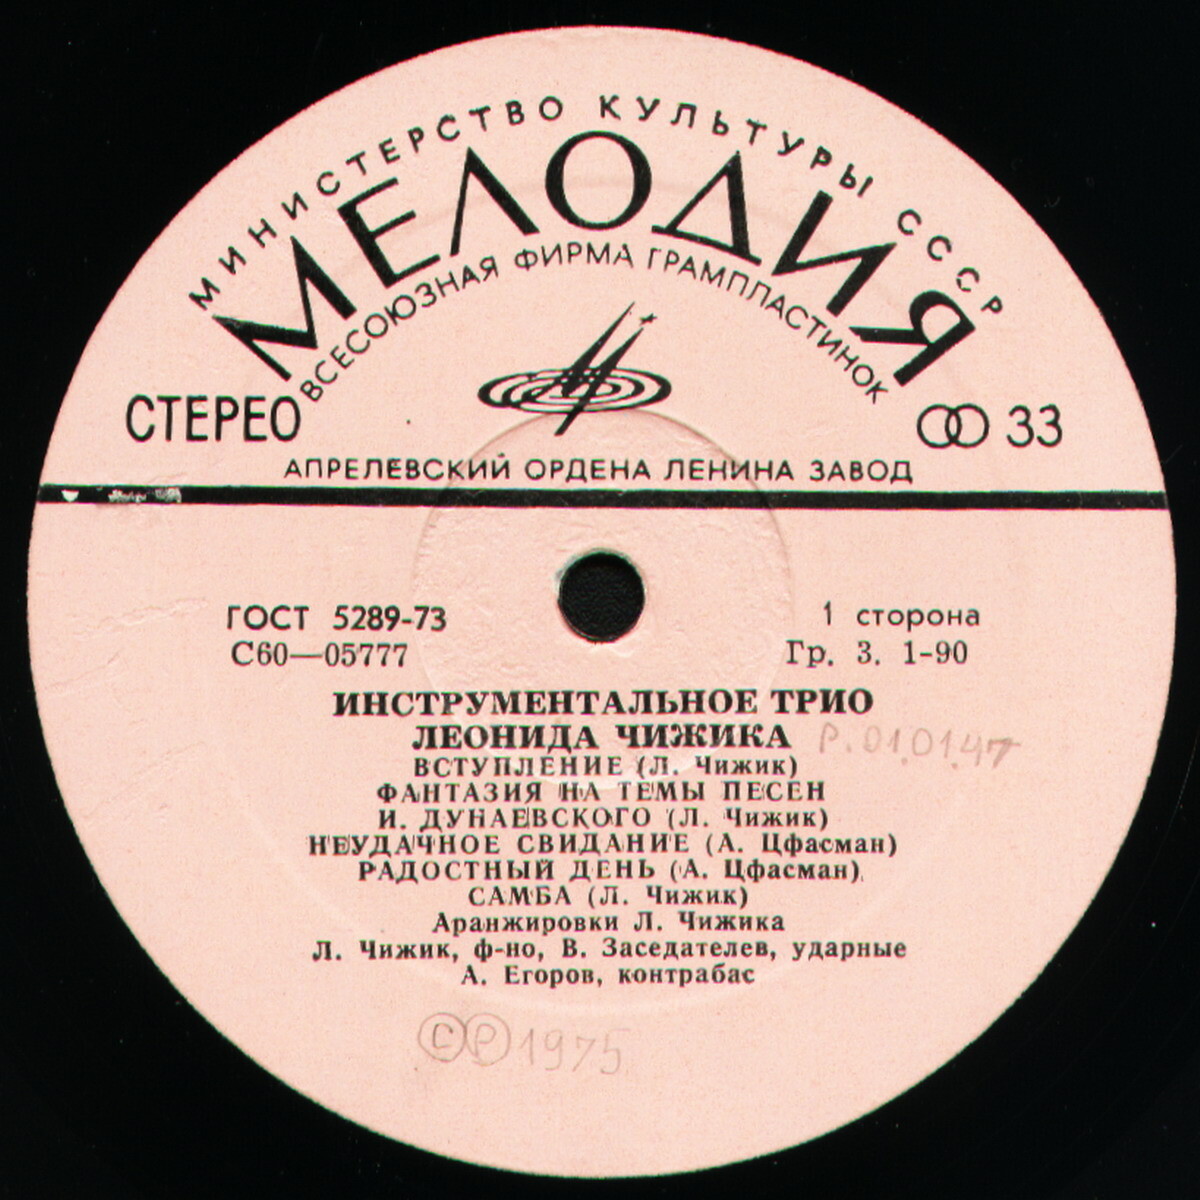 МИНИСТЕРСТВО КУЛЬТУРЫ СССР
МЕЛОДИЯ
ВСЕСОЮЗНАЯ ФИРМА ГРАМПЛАСТИНОК
СТЕРЕО
33
АПРЕЛЕВСКИЙ ОРДЕНА ЛЕНИНА ЗАВОД
ГОСТ 5289-73
1 сторона
С60—05777
Гр. 3. 1-90
ИНСТРУМЕНТАЛЬНОЕ ТРИО
ЛЕОНИДА ЧИЖИКА
Р.01.01.47
ВСТУПЛЕНИЕ (Л. Чижик)
ФАНТАЗИЯ НА ТЕМЫ ПЕСЕН
И. ДУНАЕВСКОГО (Л. Чижик)
НЕУДАЧНОЕ СВИДАНИЕ (А. Цфасман)
РАДОСТНЫЙ ДЕНЬ (А. Цфасман)
САМБА (Л. Чижик)
Аранжировки Л. Чижика
Л. Чижик, ф-но, В. Заседателев, ударные
А. Егоров, контрабас
©℗1975